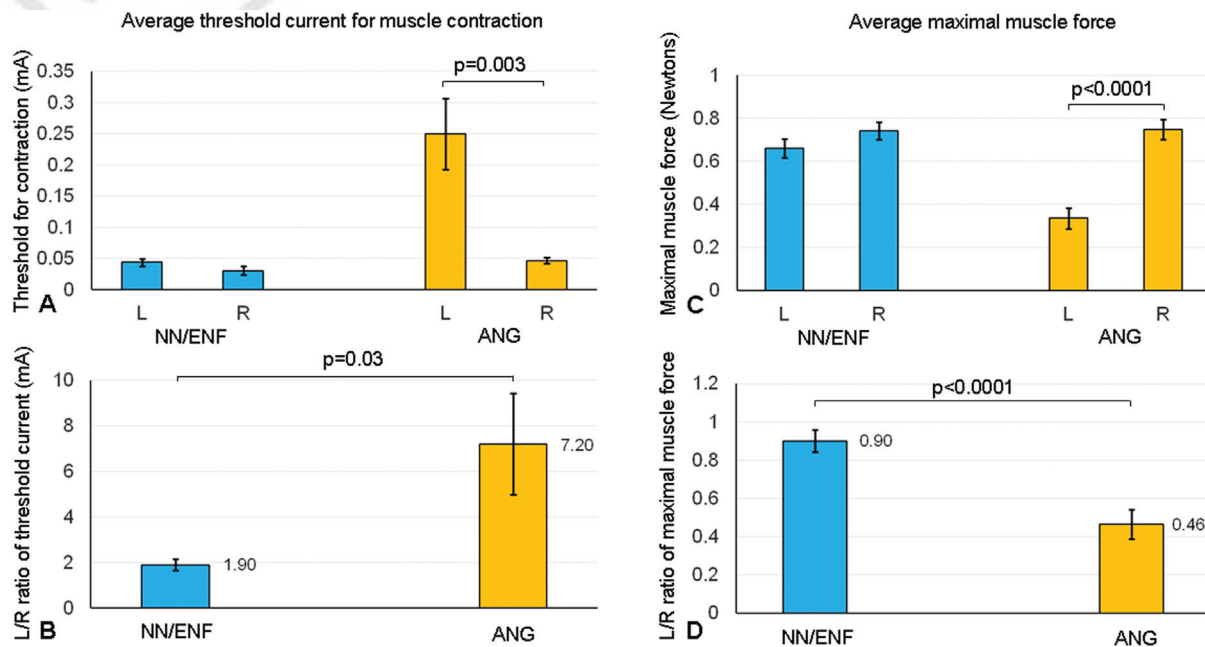 Average threshold current for muscle contraction
Threshold for contraction (mA)
0.35
0.3
0.25
0.2
0.15
0.1
0.05
0
p=0.003
A
L
R
L
R
NN/ENF
ANG
L/R ratio of threshold current (mA)
10
8
6
4
2
0
p=0.03
1.90
7.20
B
NN/ENF
ANG
Average maximal muscle force
Maximal muscle force (Newtons)
1
0.8
0.6
0.4
0.2
0
p<0.0001
C
L
R
L
R
NN/ENF
ANG
L/R ratio of maximal muscle force
1.2
1
0.8
0.6
0.4
0.2
0
p<0.0001
0.90
0.46
D
NN/ENF
ANG